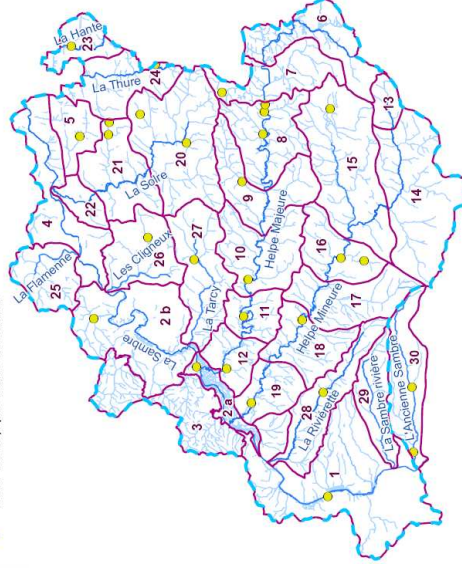 6
La Hante
23
7
La Thure
24
13
5
8
21
15
14
20
22
4
La Solre
9
16
Les Cligneux
26
27
10
Helpe Majeure
La Flamenne
25
17
11
2 b
La Tarcy
Helpe Mineure
18
La Sambre
12
30
19
28
29
L'Ancienne Sambre
La Sambre rivière
La Riviérette
2 a
3
1